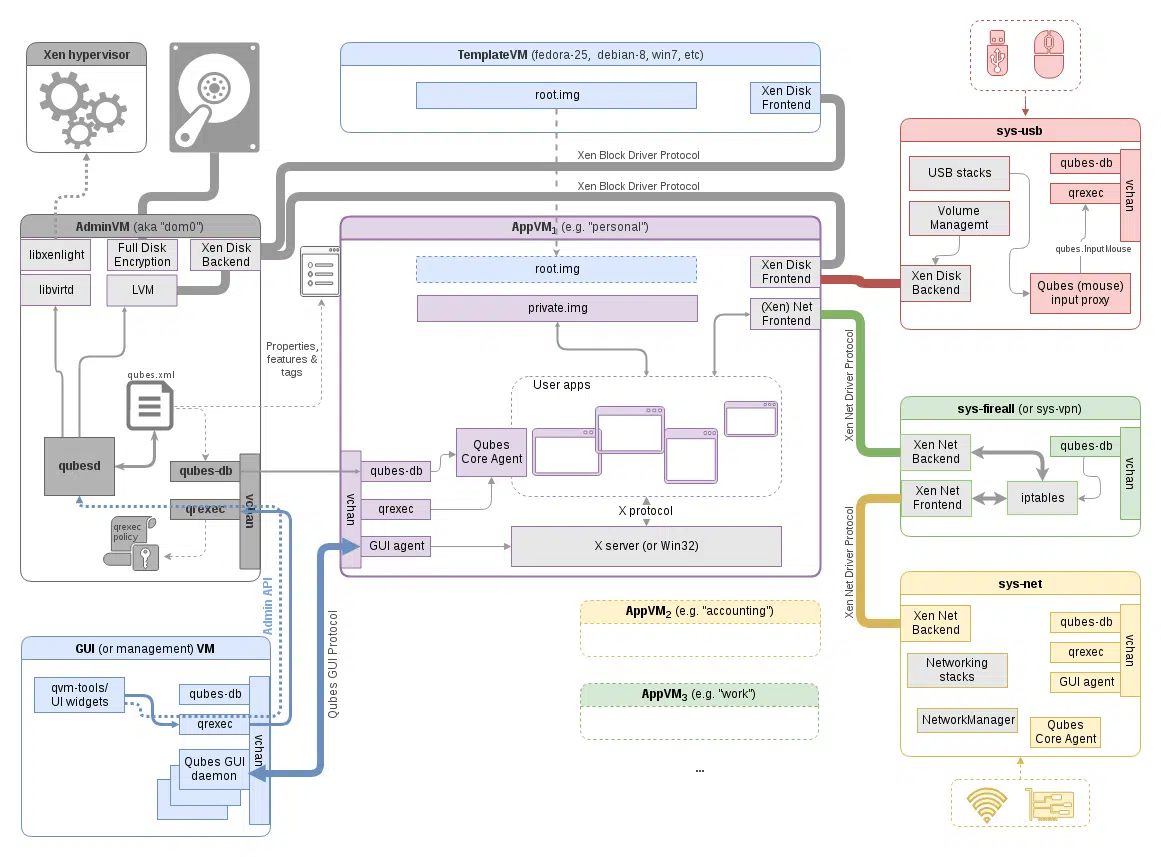 Xen hypervisor
TemplateVM (fedora-25, debian-8, win7, etc)
root.img
Xen Disk
Frontend
Xen Block Driver Protocol
Xen Block Driver Protocol
sys-usb
USB stacks
Volume
Managemt
Xen Disk
Backend
qubes-db
qrexec
vchan
qubes.InputMouse
Qubes (mouse)
input proxy
AdminVM (aka "dom0")
libxenlight
Full Disk
Encryption
Xen Disk
Backend
libvirtd
LVM
qubes.xml
qubesd
qubes-db
qrexec
vchan
qrexec
policy
Properties,
features &
tags
AppVM1 (e.g. "personal")
root.img
private.img
Xen Disk
Frontend
(Xen) Net
Frontend
User apps
Qubes
Core Agent
qubes-db
qrexec
GUI agent
vchan
X protocol
X server (or Win32)
Xen Net Driver Protocol
sys-fireall (or sys-vpn)
Xen Net
Backend
Xen Net
Frontend
qubes-db
iptables
vchan
Xen Net Driver Protocol
sys-net
Xen Net
Backend
Networking
stacks
NetworkManager
qubes-db
qrexec
GUI agent
vchan
Qubes
Core Agent
AppVM2 (e.g. "accounting")
AppVM3 (e.g. "work")
...
Admin API
Qubes GUI Protocol
GUI (or management) VM
qvm-tools/
UI widgets
qubes-db
qrexec
Qubes GUI
daemon
vchan